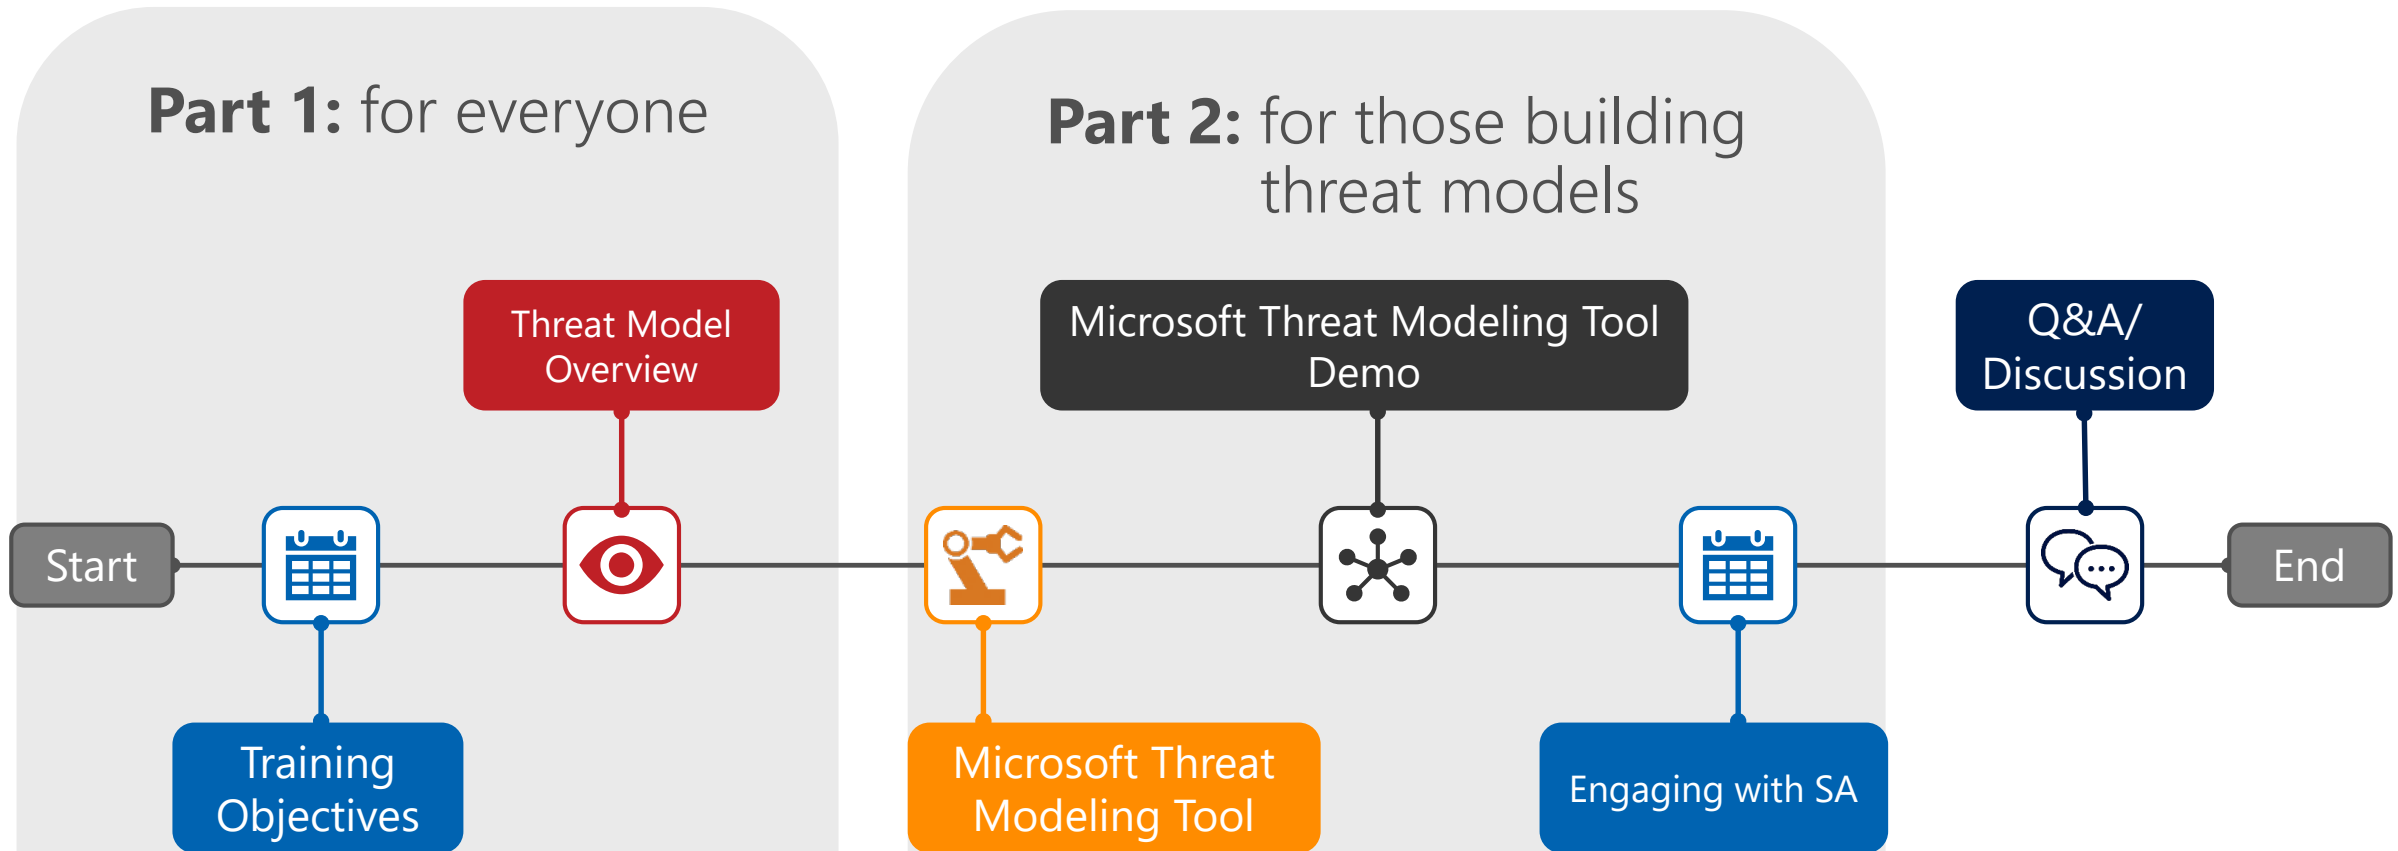 Part 1: for everyone
Part 2: for those building
threat models
Threat Model
Overview
Microsoft Threat Modeling Tool
Demo
Q&A/
Discussion
Start
End
Training
Objectives
Microsoft Threat
Modeling Tool
Engaging with SA